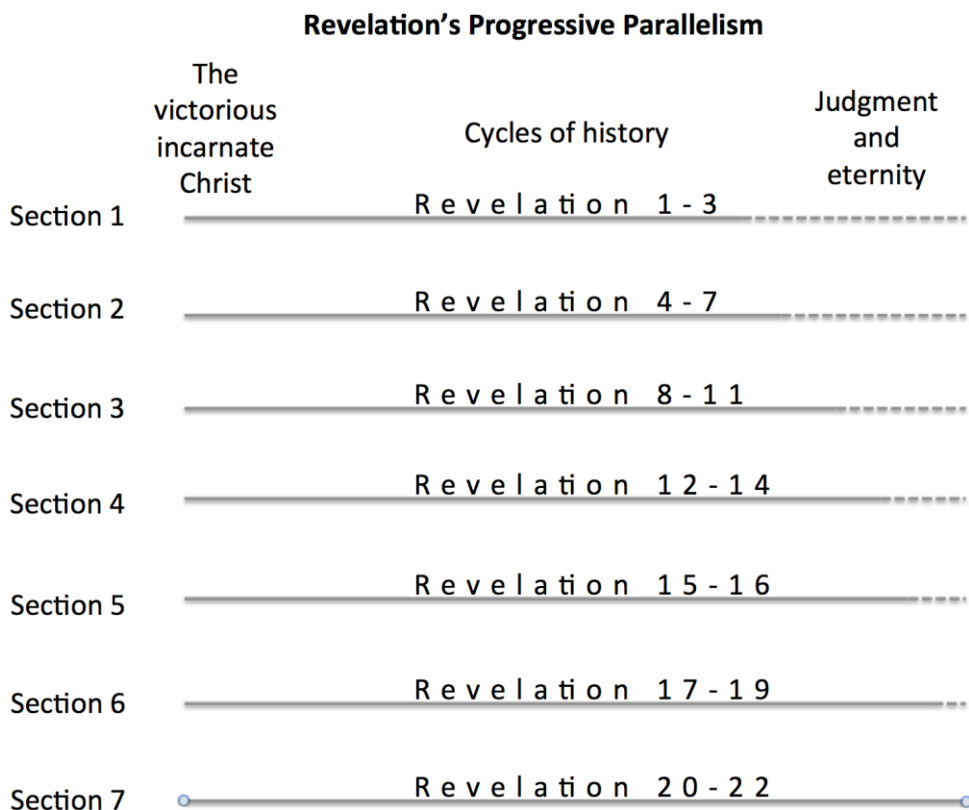 Revelation's Progressive Parallelism
The
victorious
incarnate
Christ
Cycles of history
Judgment
and
eternity
Section 1 Revelation 1-3
Section 2 Revelation 4-7
Section 3 Revelation 8-11
Section 4 Revelation 12-14
Section 5 Revelation 15-16
Section 6 Revelation 17-19
Section 7 Revelation 20-22